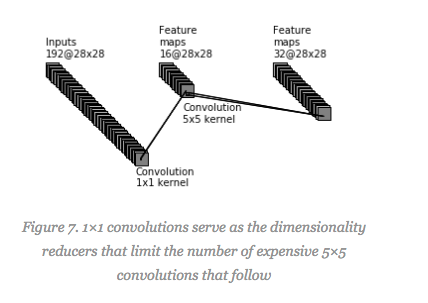 Inputs
192@28x28
Feature
maps
16@28x28
Feature
maps
32@28x28
Convolution
5x5 kernel
Convolution
1x1 kernel
Figure 7. 1×1 convolutions serve as the dimensionality
reducers that limit the number of expensive 5×5
convolutions that follow